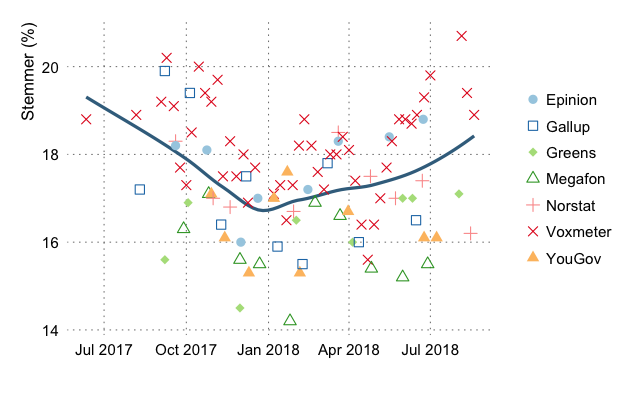 Stemmer (%)
20
18
16
14
Jul 2017
Oct 2017
Jan 2018
Apr 2018
Jul 2018
Epinion
Gallup
Greens
Megafon
Norstat
Voxmeter
YouGov